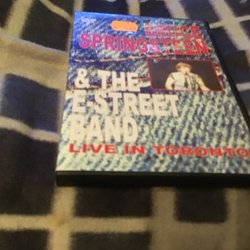 BRUCE
SPRINGSTEEN
& THE
E-STREET
BAND
LIVE IN TORONTO